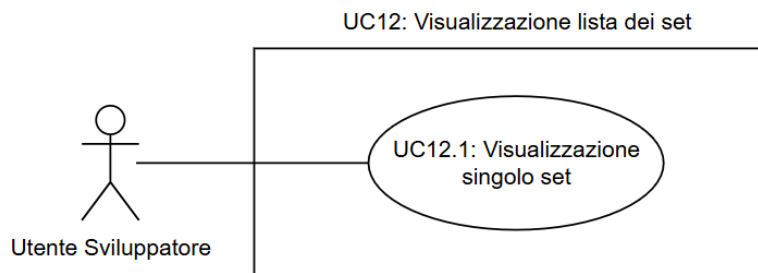 UC12: Visualizzazione lista dei set
UC12.1: Visualizzazione
singolo set
Utente Sviluppatore